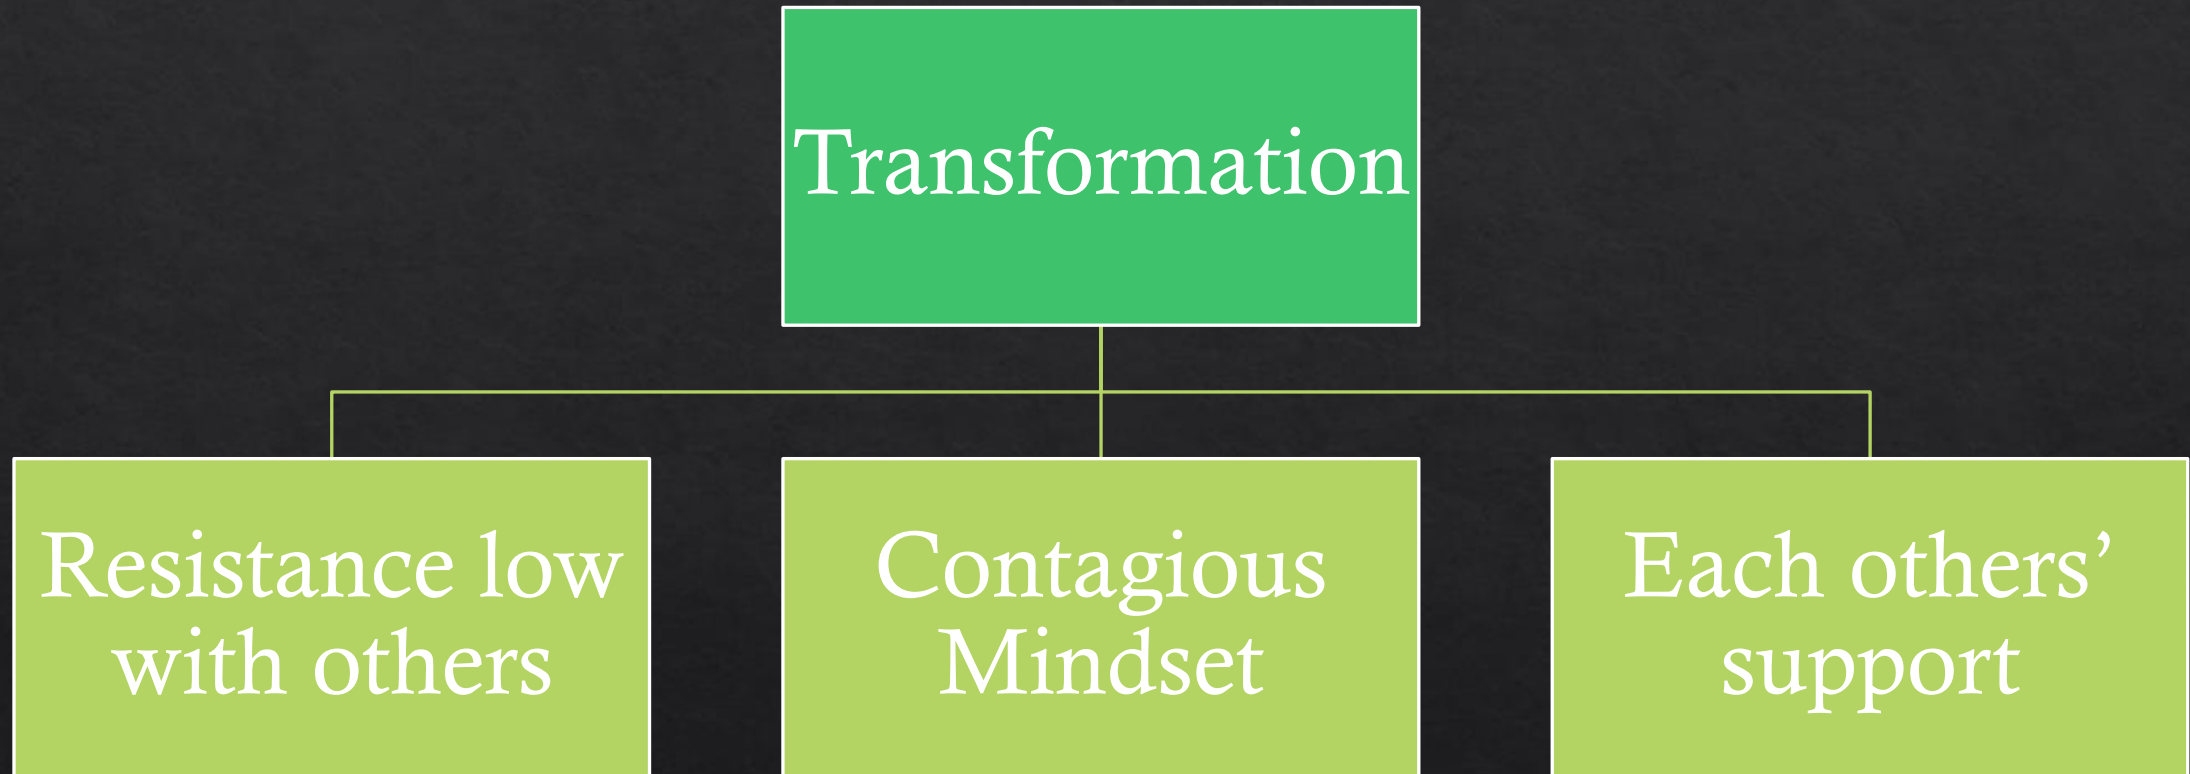 Transformation
Resistance low
with others
Contagious
Mindset
Each others’
support